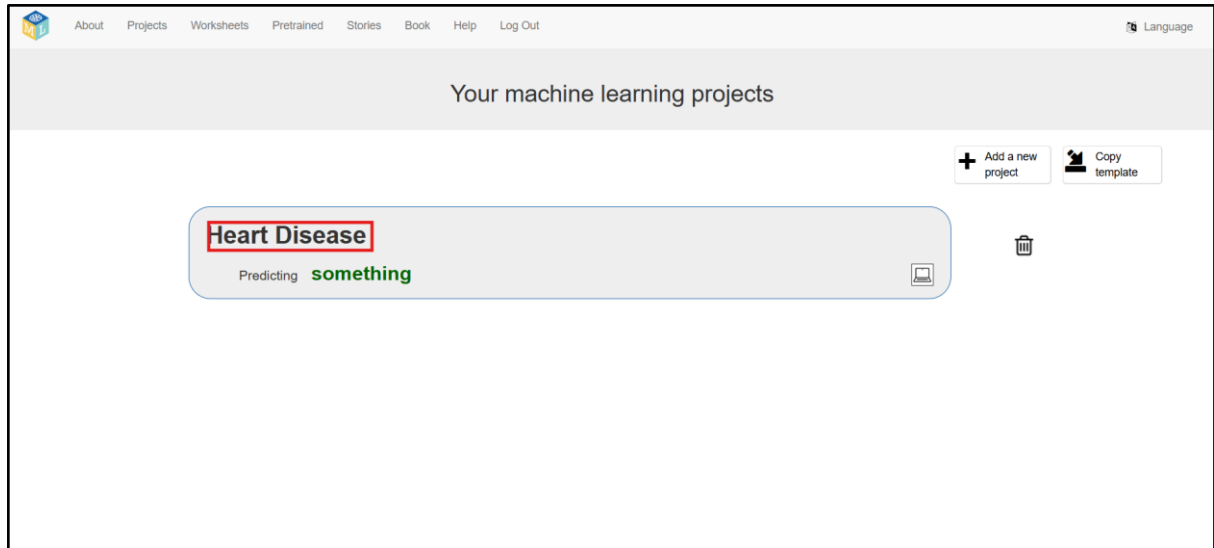 About Projects Worksheets Pretrained Stories Book Help Log Out Language
Your machine learning projects
Add a new project
Copy template
Heart Disease
Predicting something